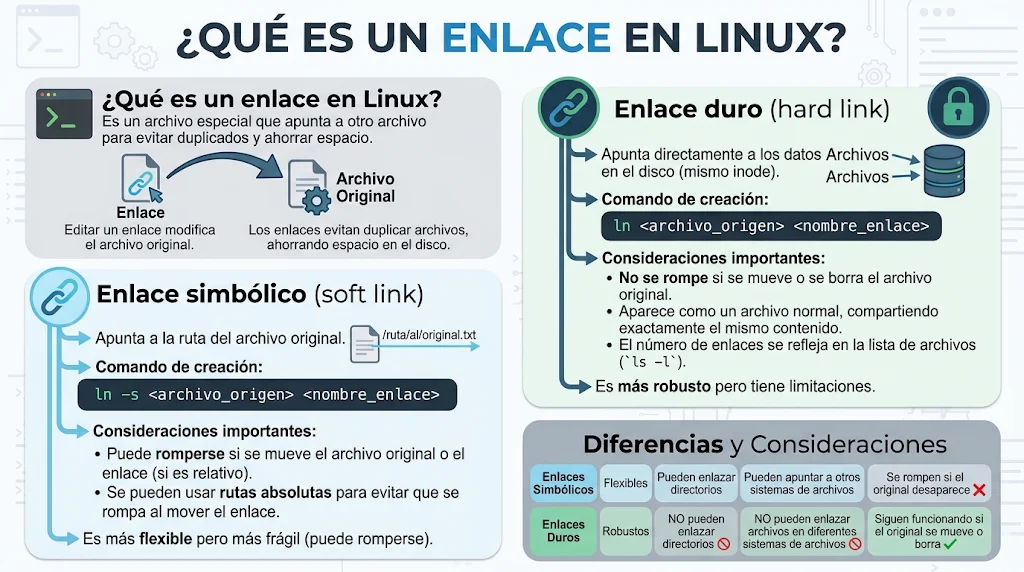 ¿QUÉ ES UN ENLACE EN LINUX?
¿Qué es un enlace en Linux?
Es un archivo especial que apunta a otro archivo
para evitar duplicados y ahorrar espacio.
Enlace
Archivo
Original
Editar un enlace modifica
el archivo original.
Los enlaces evitan duplicar archivos,
ahorrando espacio en el disco.
Enlace simbólico (soft link)
Apunta a la ruta del archivo original.
/ruta/al/original.txt
Comando de creación:
ln -s <archivo_origen> <nombre_enlace>
Consideraciones importantes:
• Puede romperse si se mueve el archivo original o el
enlace (si es relativo).
• Se pueden usar rutas absolutas para evitar que se
rompa al mover el enlace.
Es más flexible pero más frágil (puede romperse).
Enlace duro (hard link)
Apunta directamente a los datos
en el disco (mismo inode).
Archivos
Archivos
Comando de creación:
ln <archivo_origen> <nombre_enlace>
Consideraciones importantes:
• No se rompe si se mueve o se borra el archivo
original.
• Aparece como un archivo normal, compartiendo
exactamente el mismo contenido.
• El número de enlaces se refleja en la lista de archivos
(`ls -l`).
Es más robusto pero tiene limitaciones.
Diferencias y Consideraciones
Enlaces
Simbólicos
Flexibles
Pueden enlazar
directorios
Pueden apuntar a otros
sistemas de archivos
Se rompen si el
original desaparece ❌
Enlaces
Duros
Robustos
NO pueden
enlazar
directorios 🚫
NO pueden enlazar
archivos en diferentes
sistemas de archivos 🚫
Siguen funcionando si
el original se mueve o
borra ✓